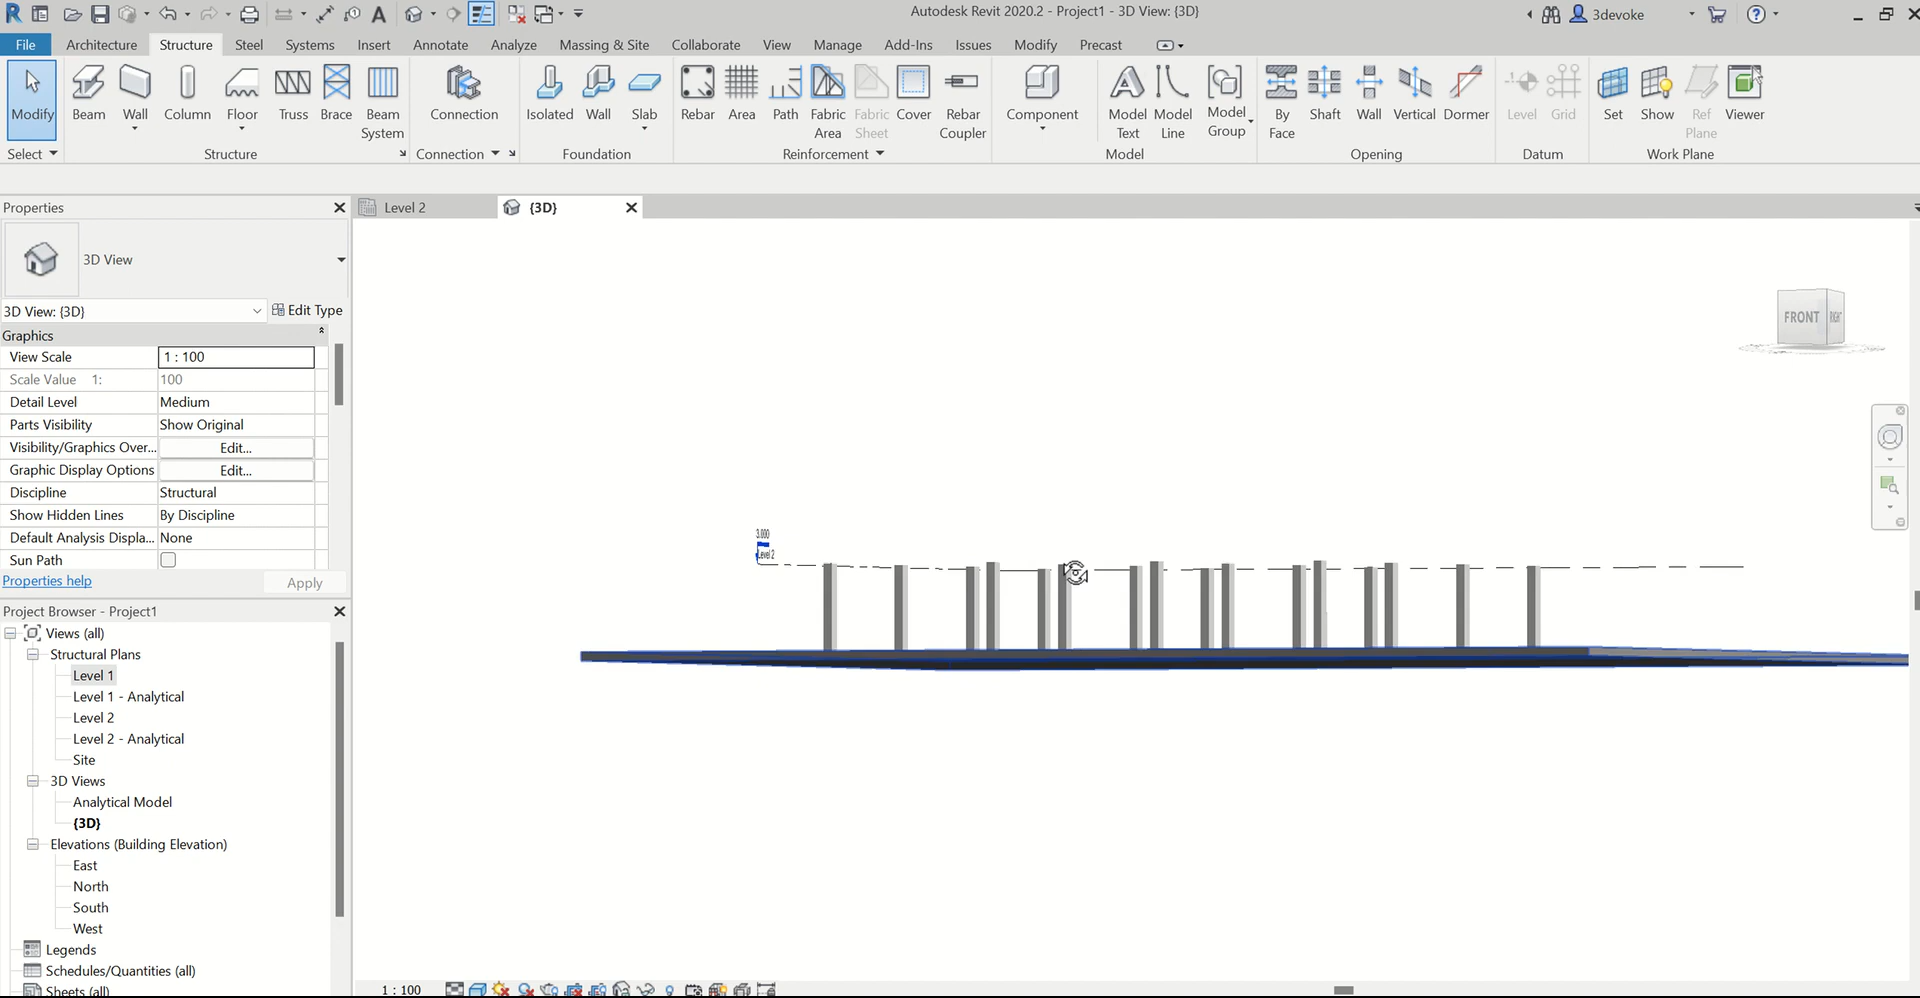 Autodesk Revit 2020.2 - Project1 - 3D View: {3D}
3devoke
File Architecture Structure Steel Systems Insert Annotate Analyze Massing & Site Collaborate View Manage Add-Ins Issues Modify Precast
Modify
Beam
Wall
Column
Floor
Truss
Brace
Beam
System
Connection
Isolated
Wall
Slab
Rebar
Area
Path
Fabric
Area
Fabric
Sheet
Cover
Rebar
Coupler
Component
Model
Text
Model
Line
Model
Group
By
Face
Shaft
Wall
Vertical
Dormer
Level
Grid
Set
Show
Ref
Plane
Viewer
Select
Structure
Connection
Foundation
Reinforcement
Model
Opening
Datum
Work Plane
Properties
Level 2
{3D}
3D View
3D View: {3D}
Edit Type
Graphics
View Scale 1 : 100
Scale Value 1: 100
Detail Level Medium
Parts Visibility Show Original
Visibility/Graphics Over... Edit...
Graphic Display Options Edit...
Discipline Structural
Show Hidden Lines By Discipline
Default Analysis Displa... None
Sun Path
Properties help
Apply
Project Browser - Project1
Views (all)
Structural Plans
Level 1
Level 1 - Analytical
Level 2
Level 2 - Analytical
Site
3D Views
Analytical Model
{3D}
Elevations (Building Elevation)
East
North
South
West
Legends
Schedules/Quantities (all)
Sheets (all)
FRONT
RIGHT
3.000
Level 2
1 : 100